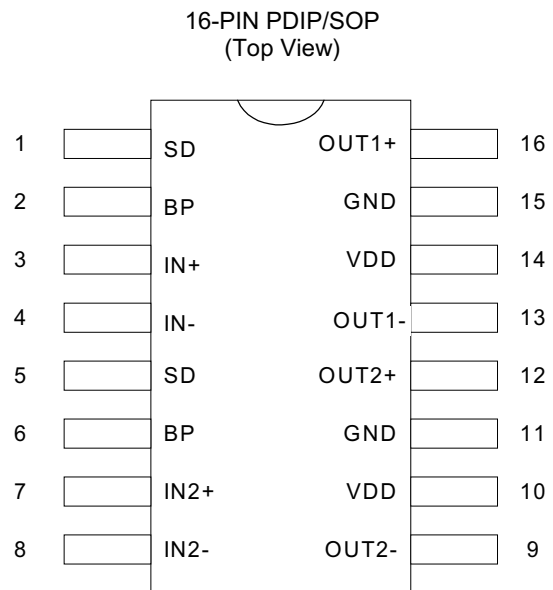 16-PIN PDIP/SOP
(Top View)
1 SD OUT1+ 16
2 BP GND 15
3 IN+ VDD 14
4 IN- OUT1- 13
5 SD OUT2+ 12
6 BP GND 11
7 IN2+ VDD 10
8 IN2- OUT2- 9